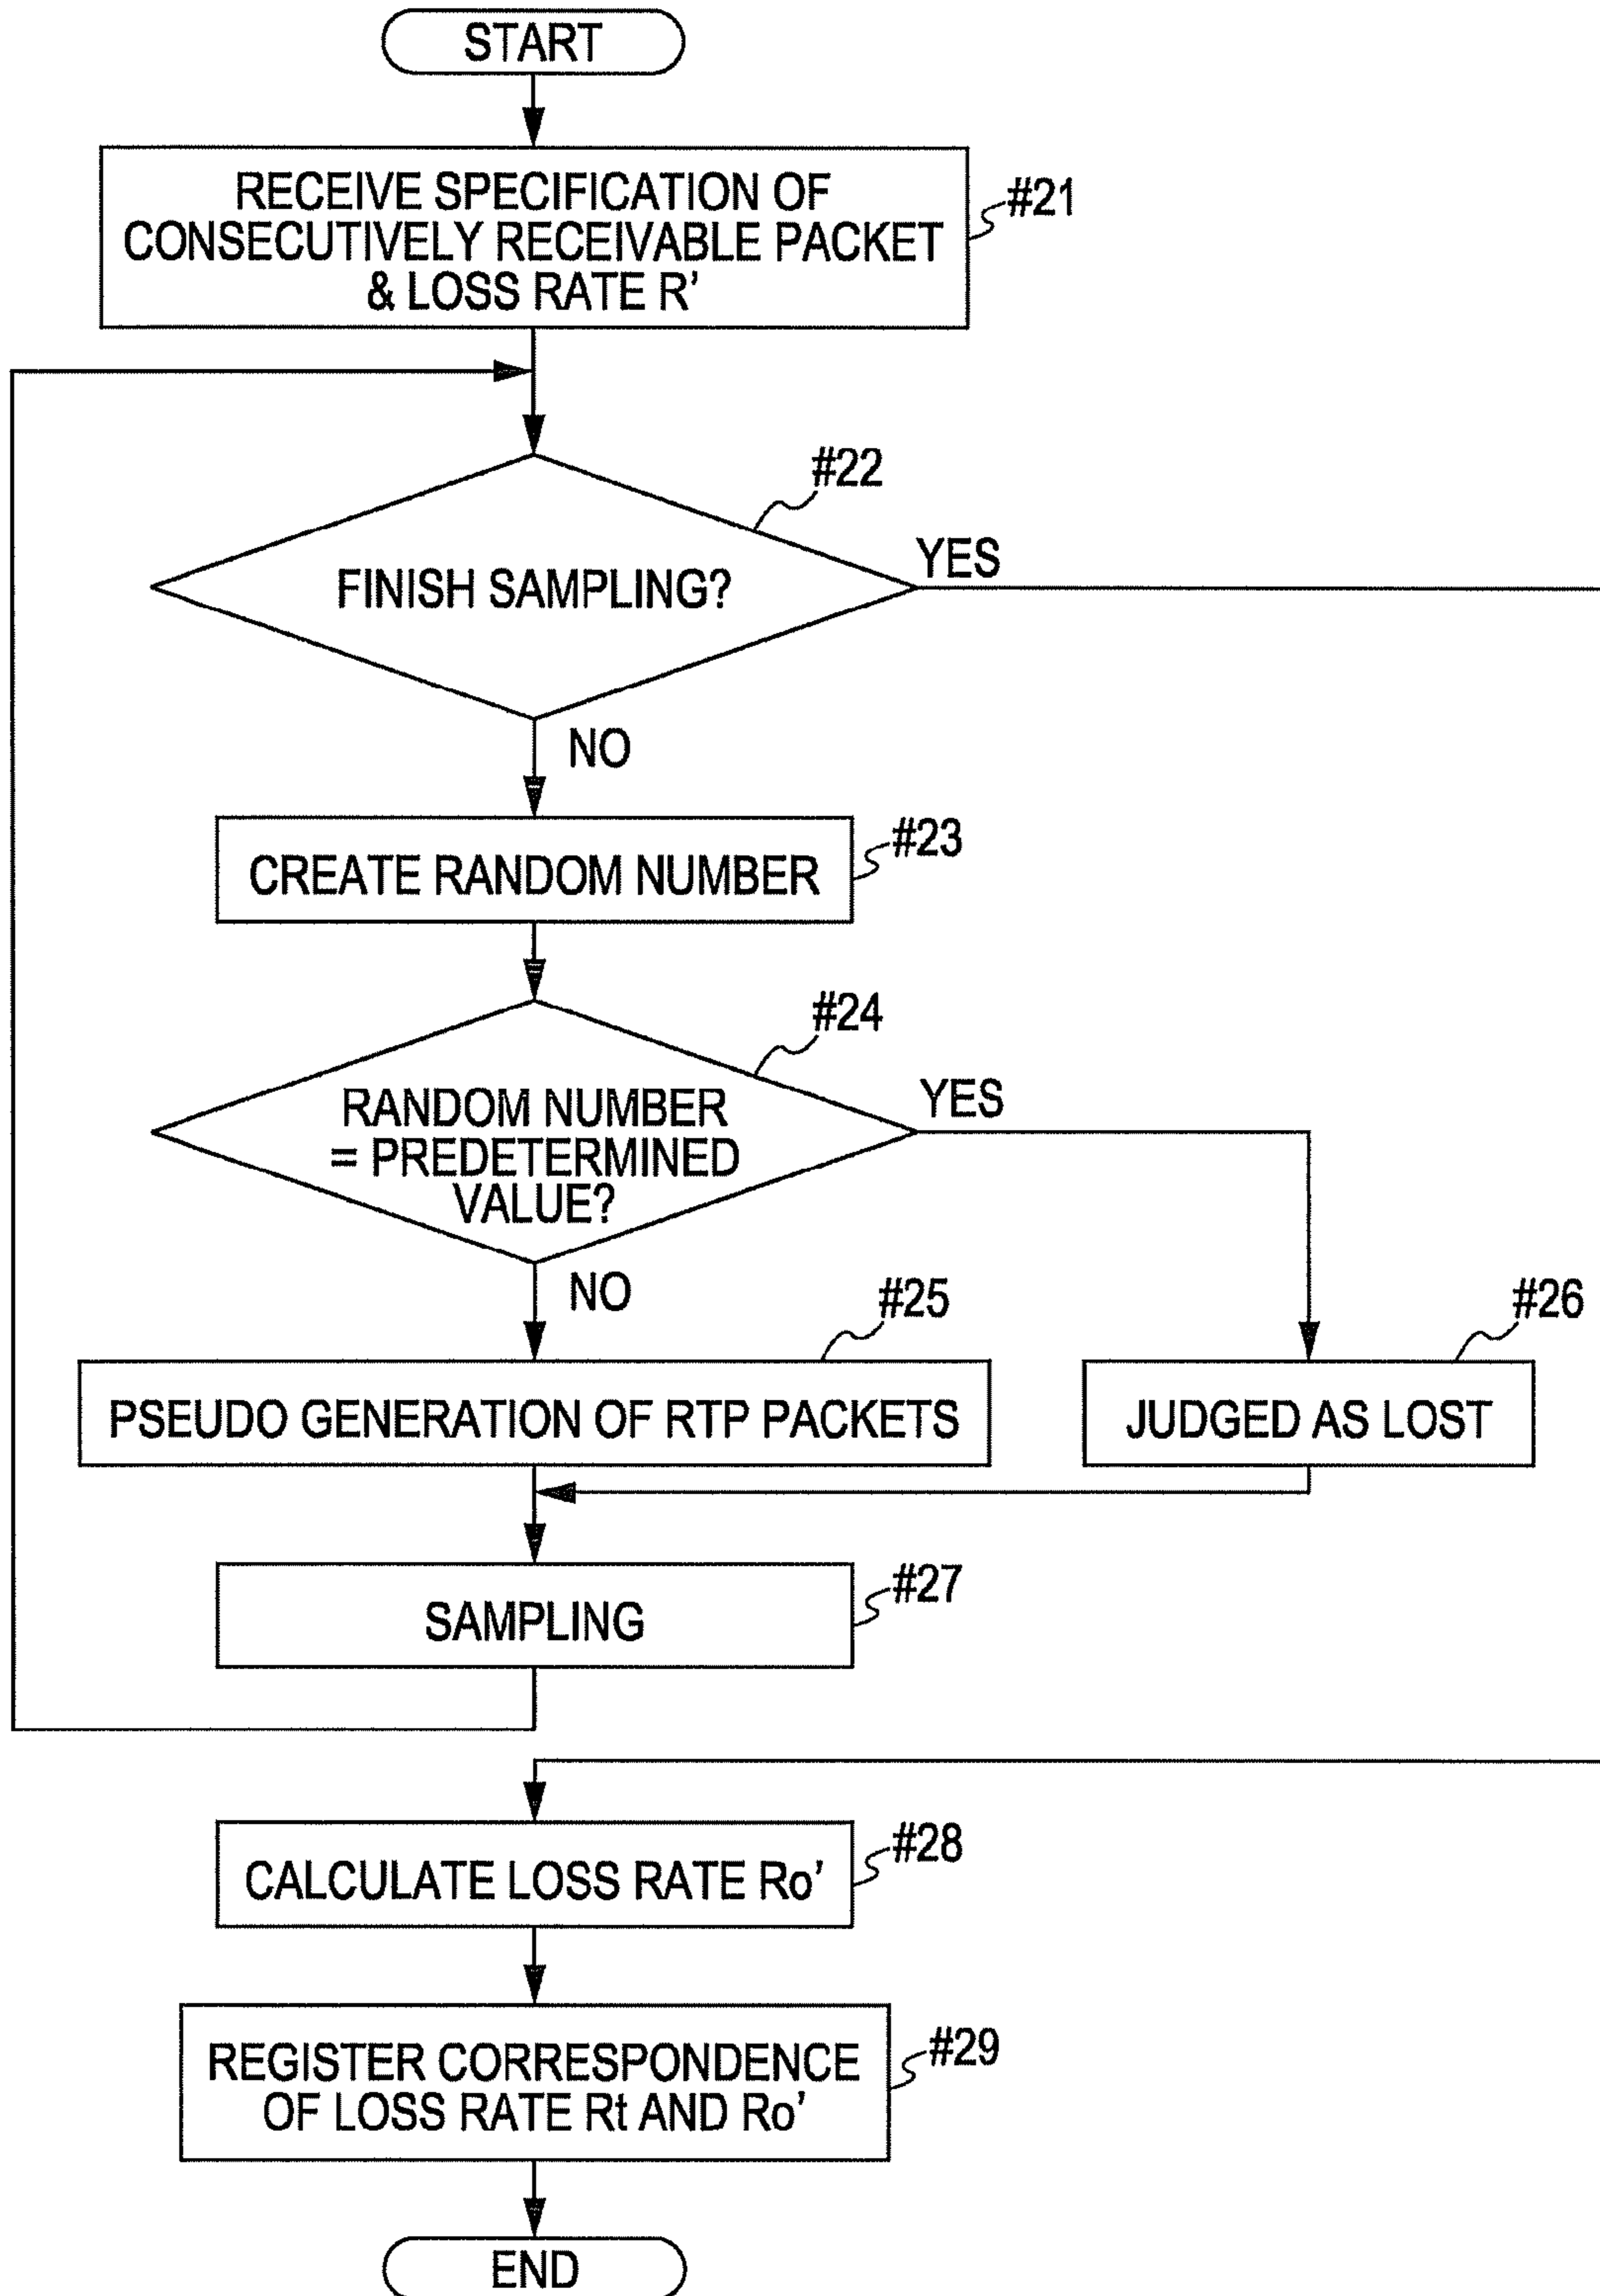 START
RECEIVE SPECIFICATION OF
CONSECUTIVELY RECEIVABLE PACKET
& LOSS RATE R’
#21
#22
FINISH SAMPLING?
YES
NO
CREATE RANDOM NUMBER
#23
#24
RANDOM NUMBER
= PREDETERMINED
VALUE?
YES
NO
#25
PSEUDO GENERATION OF RTP PACKETS
#26
JUDGED AS LOST
SAMPLING
#27
CALCULATE LOSS RATE Ro’
#28
REGISTER CORRESPONDENCE
OF LOSS RATE Rt AND Ro’
#29
END